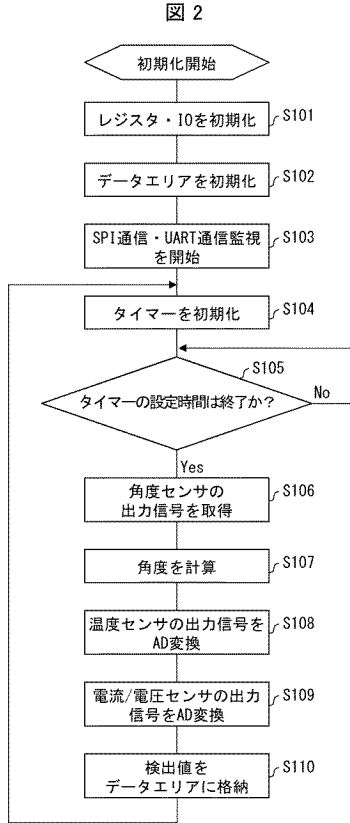 図 2
初期化開始
レジスタ・IOを初期化
S101
データエリアを初期化
S102
SPI通信・UART通信監視
を開始
S103
タイマーを初期化
S104
S105
タイマーの設定時間は終了か？
No
Yes
角度センサの
出力信号を取得
S106
角度を計算
S107
温度センサの出力信号を
AD変換
S108
電流/電圧センサの出力
信号をAD変換
S109
検出値を
データエリアに格納
S110